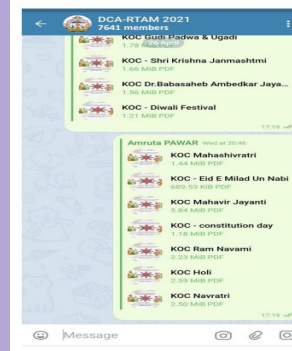 DCA-RTAM 2021
7641 members
KOC Gudi Padwa & Ugadi
1.78 MiB PDF
KOC - Shri Krishna Janmashtmi
1.66 MiB PDF
KOC Dr.Babasaheb Ambedkar Jaya...
1.56 MiB PDF
KOC - Diwali Festival
1.21 MiB PDF
17:19
Amruta PAWAR Wed at 20:46
KOC Mahashivratri
1.44 MiB PDF
KOC - Eid E Milad Un Nabi
689.53 KiB PDF
KOC Mahavir Jayanti
5.84 MiB PDF
KOC - constitution day
1.18 MiB PDF
KOC Ram Navami
2.23 MiB PDF
KOC Holi
2.59 MiB PDF
KOC Navratri
2.50 MiB PDF
17:19
Message